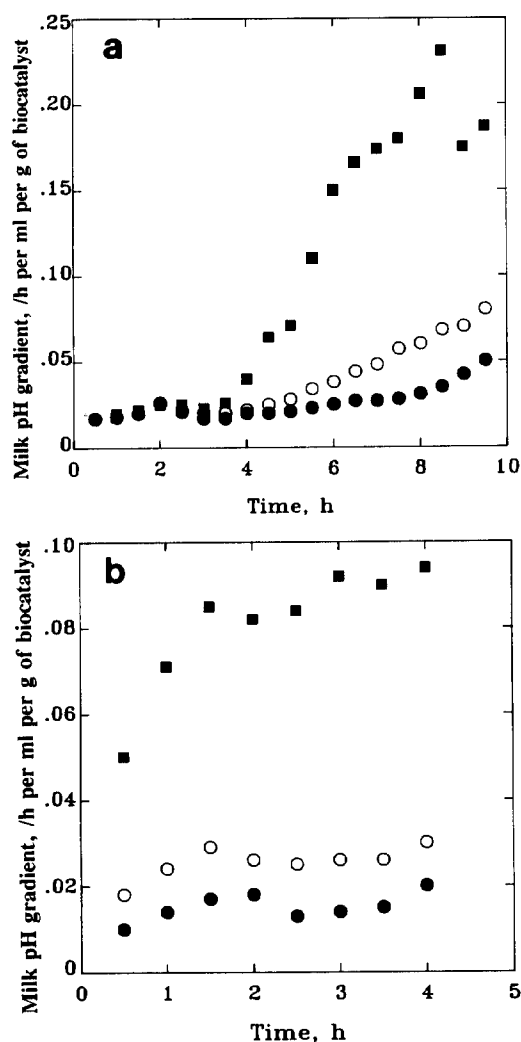 a
.25
.20
.15
.10
.05
0
0 2 4 6 8 10
Milk pH gradient, /h per ml per g of biocatalyst
Time, h
b
.10
.08
.06
.04
.02
0
0 1 2 3 4 5
Milk pH gradient, /h per ml per g of biocatalyst
Time, h